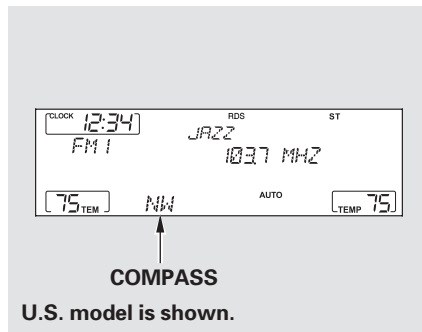 CLOCK 12:34 RDS ST
FM1 JAZZ
103.7 MHZ
75 TEM NW AUTO TEMP 75
COMPASS
U.S. model is shown.